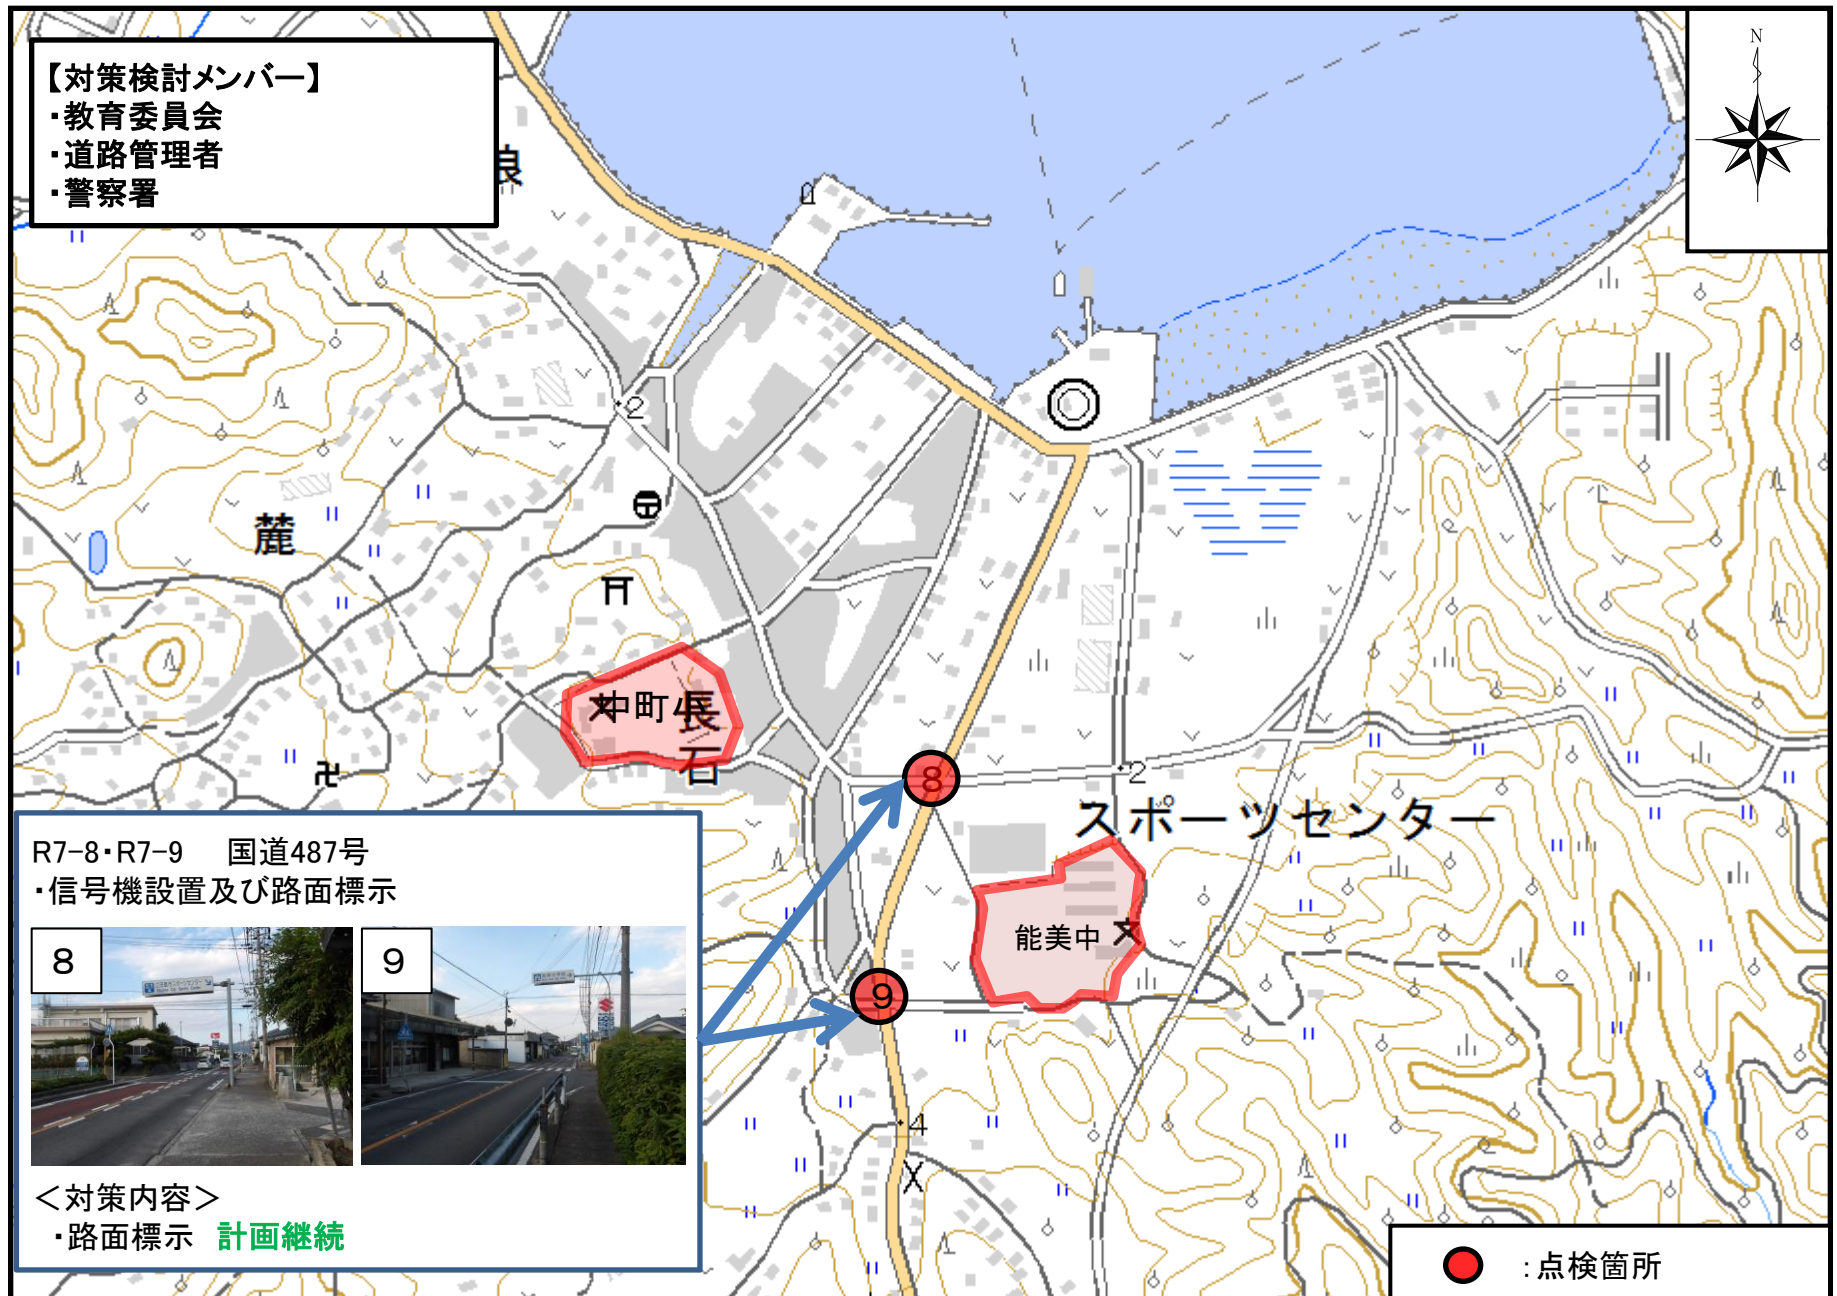 【対策検討メンバー】
・教育委員会
・道路管理者
・警察署
N
2
麓
中町小
長石
8
2
スポーツセンター
能美中
9
4
R7-8・R7-9 国道487号
・信号機設置及び路面標示
8
9
＜対策内容＞
・路面標示 計画継続
：点検箇所